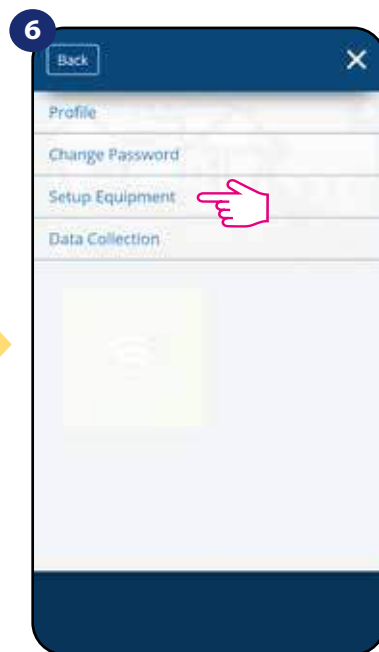 6
Back
Profile
Change Password
Setup Equipment
Data Collection